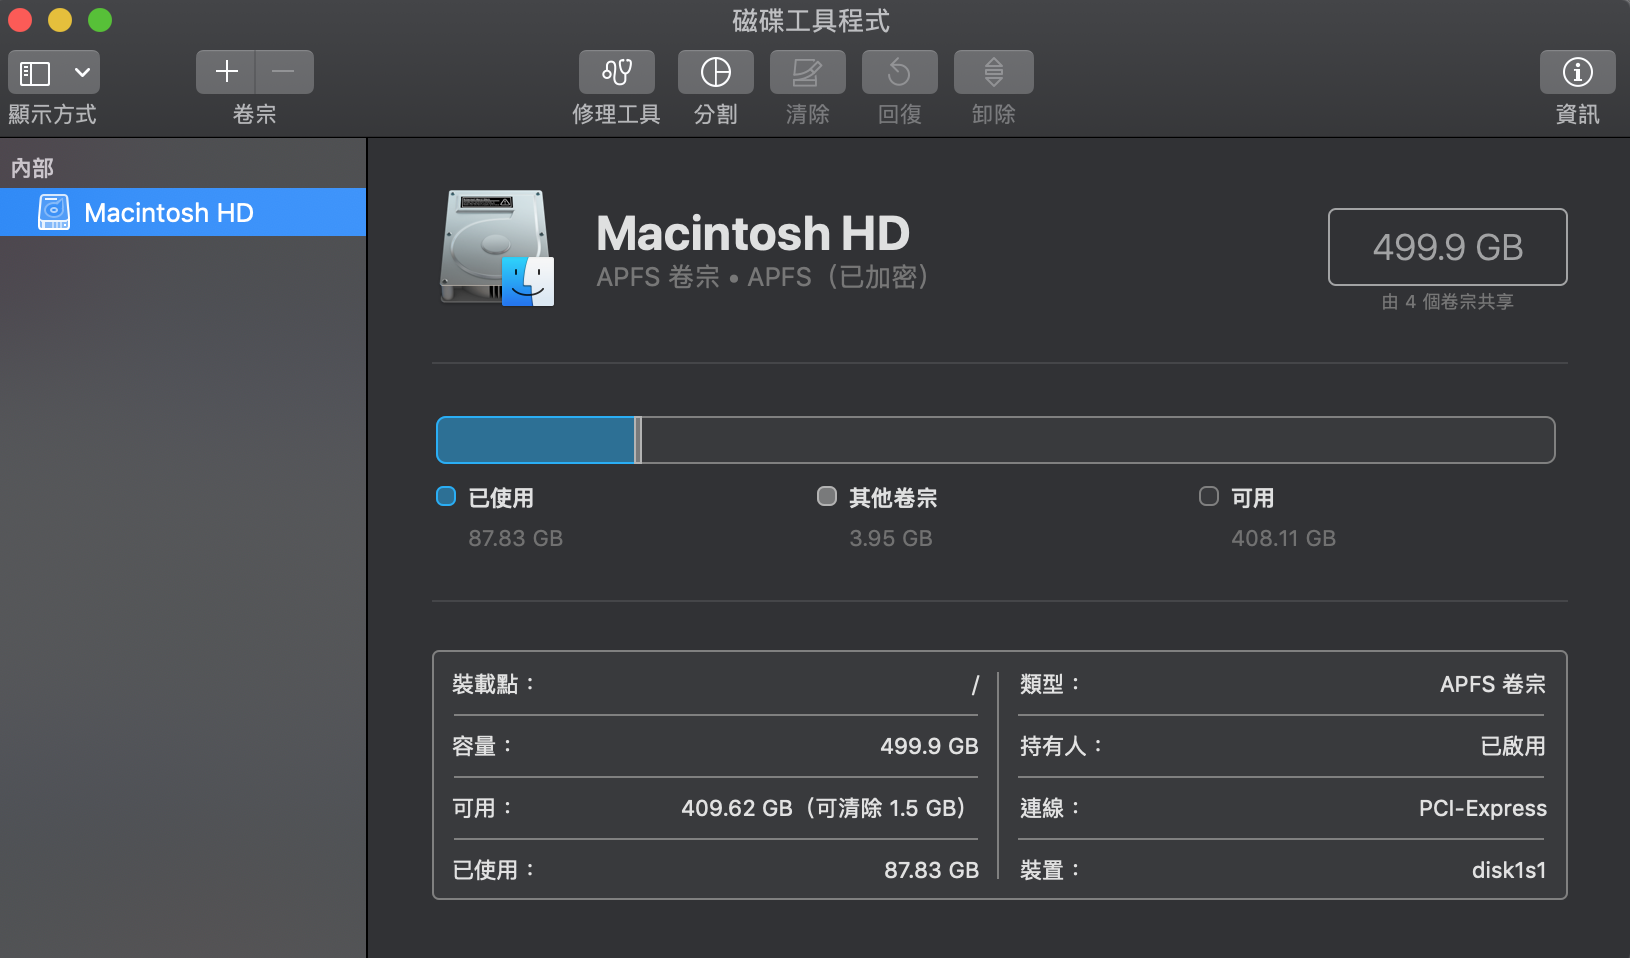 磁碟工具程式
顯示方式
卷宗
修理工具
分割
清除
回復
卸除
資訊
內部
Macintosh HD
Macintosh HD
APFS 卷宗 • APFS（已加密）
499.9 GB
由 4 個卷宗共享
已使用
87.83 GB
其他卷宗
3.95 GB
可用
408.11 GB
裝載點： /
容量： 499.9 GB
可用： 409.62 GB（可清除 1.5 GB）
已使用： 87.83 GB
類型： APFS 卷宗
持有人： 已啟用
連線： PCI-Express
裝置： disk1s1